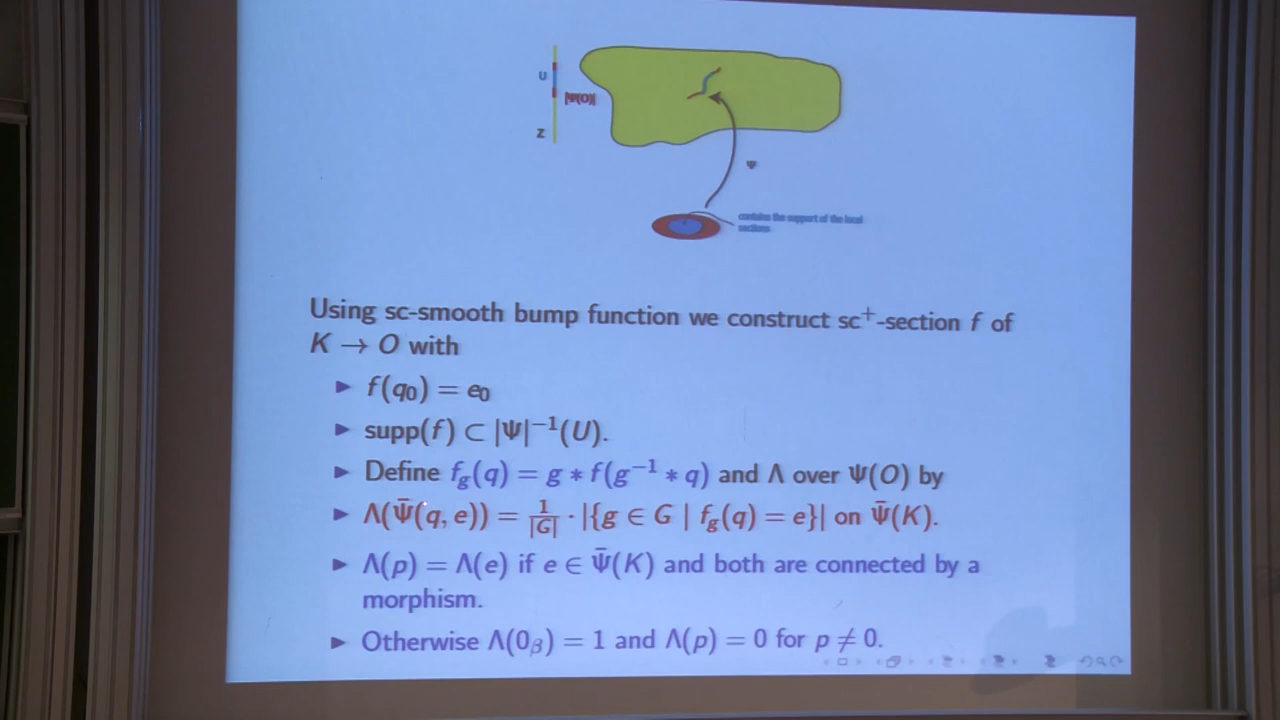 U
|Ψ(O)|
Z
Ψ
contains the support of the local
sections
Using sc-smooth bump function we construct sc⁺-section f of
K → O with
▶ f(q₀) = e₀
▶ supp(f) ⊂ |Ψ|⁻¹(U).
▶ Define f_g(q) = g ∗ f(g⁻¹ ∗ q) and Λ over Ψ(O) by
▶ Λ(Ψ̄(q, e)) = 1/|G| · |{g ∈ G | f_g(q) = e}| on Ψ̄(K).
▶ Λ(p) = Λ(e) if e ∈ Ψ̄(K) and both are connected by a
morphism.
▶ Otherwise Λ(0_β) = 1 and Λ(p) = 0 for p ≠ 0.